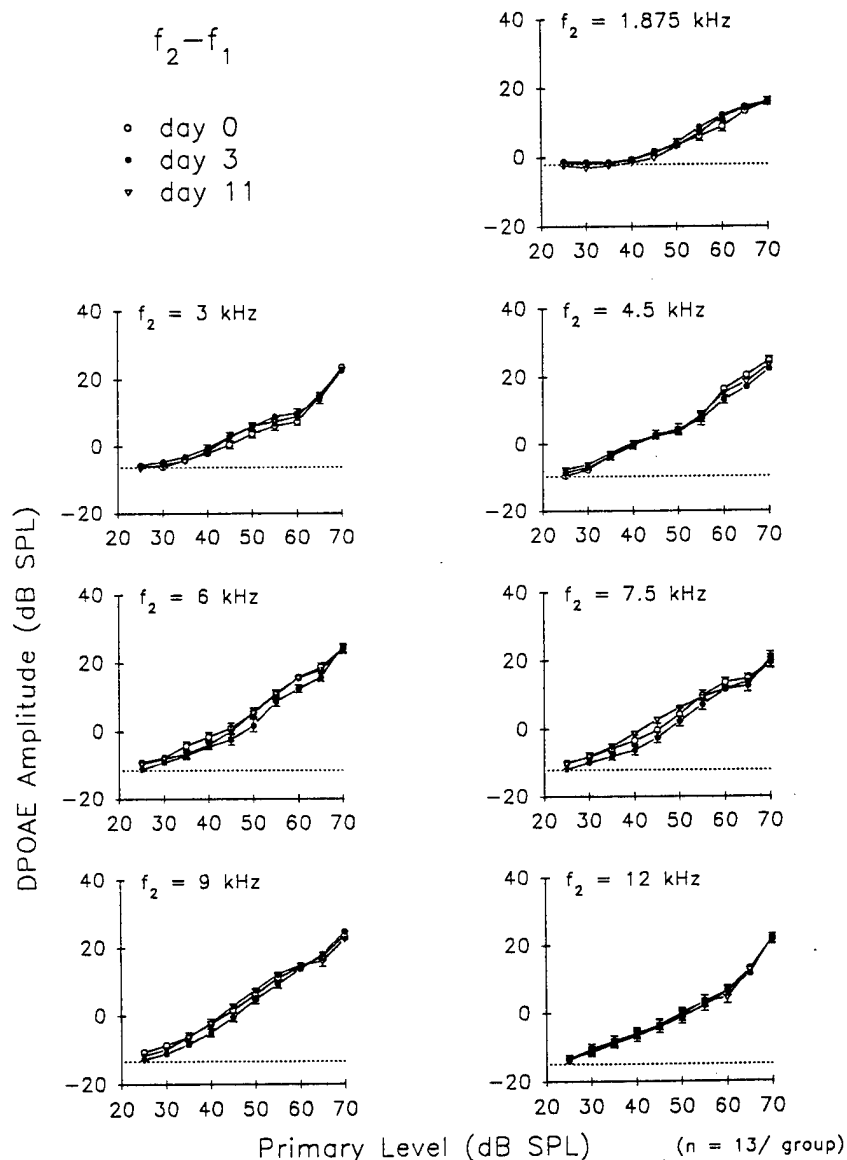 f₂−f₁
○ day 0
● day 3
▽ day 11
f₂ = 1.875 kHz
40
20
0
−20
20 30 40 50 60 70
f₂ = 3 kHz
40
20
0
−20
20 30 40 50 60 70
f₂ = 4.5 kHz
40
20
0
−20
20 30 40 50 60 70
f₂ = 6 kHz
40
20
0
−20
20 30 40 50 60 70
f₂ = 7.5 kHz
40
20
0
−20
20 30 40 50 60 70
f₂ = 9 kHz
40
20
0
−20
20 30 40 50 60 70
f₂ = 12 kHz
40
20
0
−20
20 30 40 50 60 70
DPOAE Amplitude (dB SPL)
Primary Level (dB SPL)
(n = 13/ group)